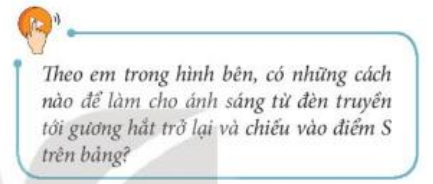 Theo em trong hình bên, có những cách
nào để làm cho ánh sáng từ đèn truyền
tới gương hắt trở lại và chiếu vào điểm S
trên bảng?